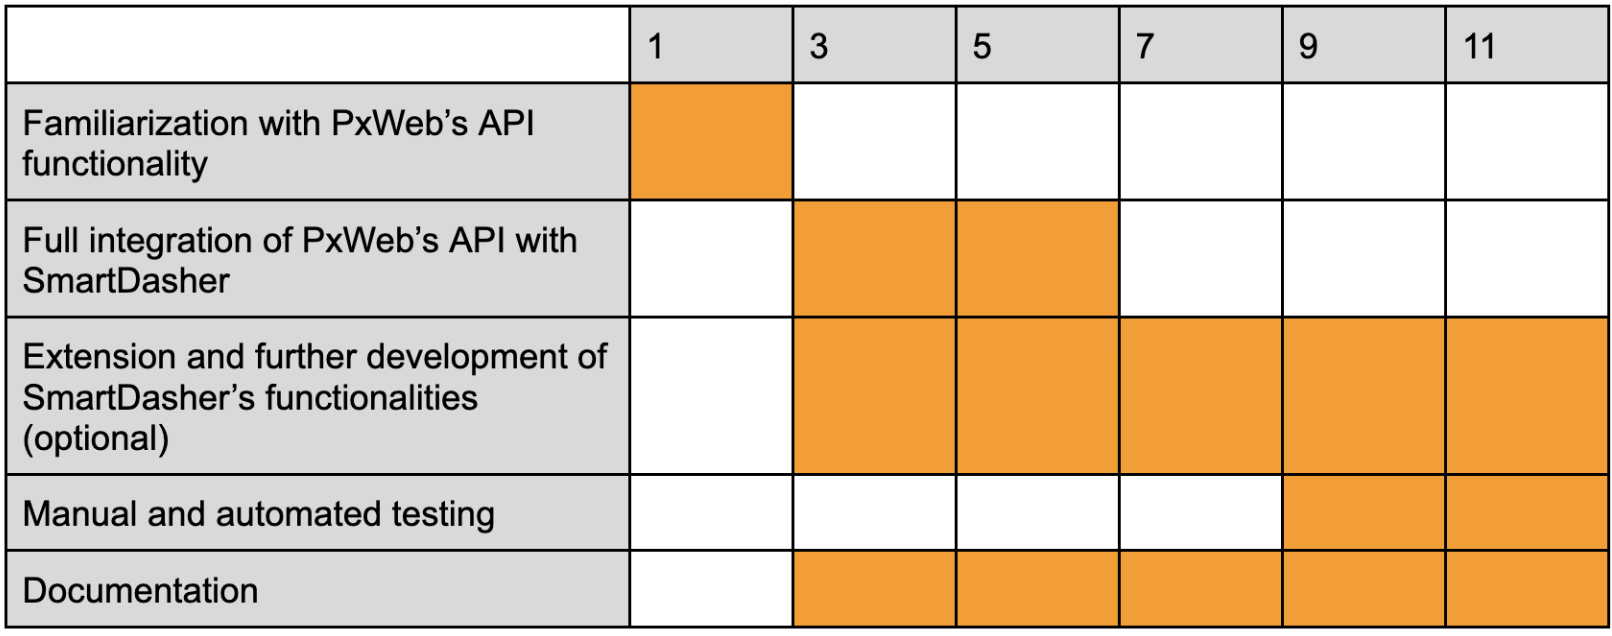 1 3 5 7 9 11
Familiarization with PxWeb’s API
functionality
Full integration of PxWeb’s API with
SmartDasher
Extension and further development of
SmartDasher’s functionalities
(optional)
Manual and automated testing
Documentation